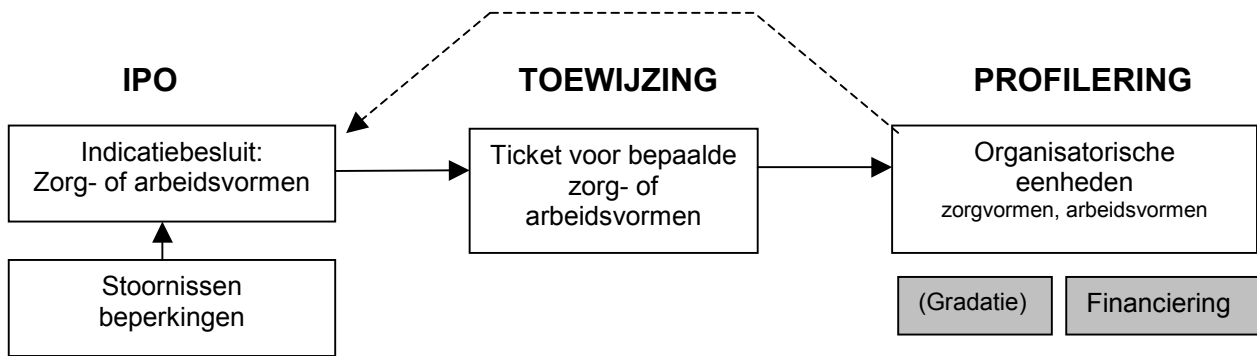 IPO
TOEWIJZING
PROFILERING
Indicatiebesluit:
Zorg- of arbeidsvormen
Ticket voor bepaalde
zorg- of
arbeidsvormen
Organisatorische
eenheden
zorgvormen, arbeidsvormen
Stoornissen
beperkingen
(Gradatie)
Financiering